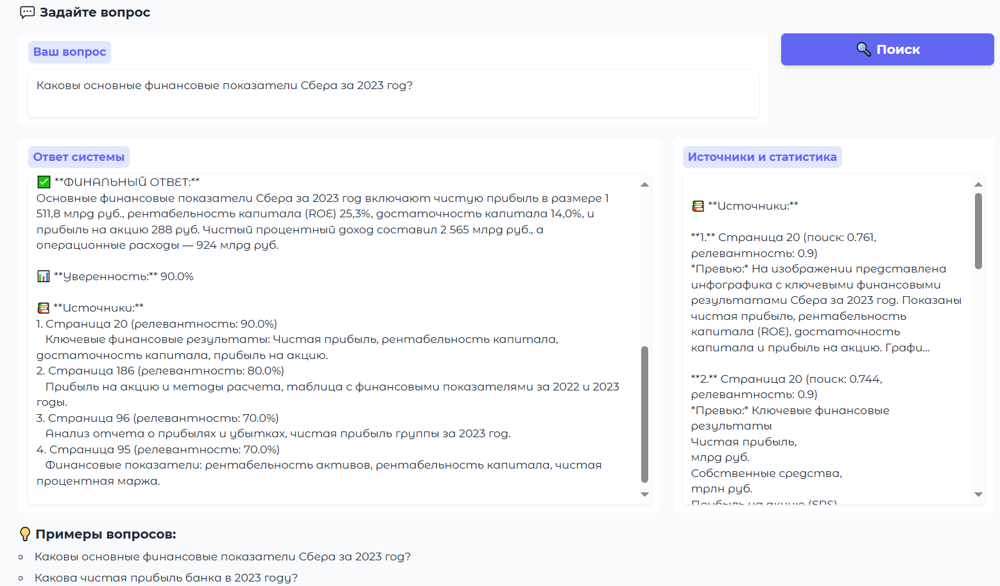 💬 Задайте вопрос
Ваш вопрос
🔍 Поиск
Каковы основные финансовые показатели Сбера за 2023 год?
Ответ системы
✅ **ФИНАЛЬНЫЙ ОТВЕТ:**
Основные финансовые показатели Сбера за 2023 год включают чистую прибыль в размере 1
511,8 млрд руб., рентабельность капитала (ROE) 25,3%, достаточность капитала 14,0%, и
прибыль на акцию 288 руб. Чистый процентный доход составил 2 565 млрд руб., а
операционные расходы — 924 млрд руб.
📊 **Уверенность:** 90.0%
📚 **Источники:**
1. Страница 20 (релевантность: 90.0%)
Ключевые финансовые результаты: Чистая прибыль, рентабельность капитала,
достаточность капитала, прибыль на акцию.
2. Страница 186 (релевантность: 80.0%)
Прибыль на акцию и методы расчета, таблица с финансовыми показателями за 2022 и 2023
годы.
3. Страница 96 (релевантность: 70.0%)
Анализ отчета о прибылях и убытках, чистая прибыль группы за 2023 год.
4. Страница 95 (релевантность: 70.0%)
Финансовые показатели: рентабельность активов, рентабельность капитала, чистая
процентная маржа.
Источники и статистика
📚 **Источники:**
**1.** Страница 20 (поиск: 0.761,
релевантность: 0.9)
*Превью:* На изображении представлена
инфографика с ключевыми финансовыми
результатами Сбера за 2023 год. Показаны
чистая прибыль, рентабельность
капитала (ROE), достаточность
капитала и прибыль на акцию. Графи...
**2.** Страница 20 (поиск: 0.744,
релевантность: 0.9)
*Превью:* Ключевые финансовые
результаты
Чистая прибыль,
млрд руб.
Собственные средства,
трлн руб.
Прибыль на акцию (EPS)
💡 Примеры вопросов:
Каковы основные финансовые показатели Сбера за 2023 год?
Какова чистая прибыль банка в 2023 году?